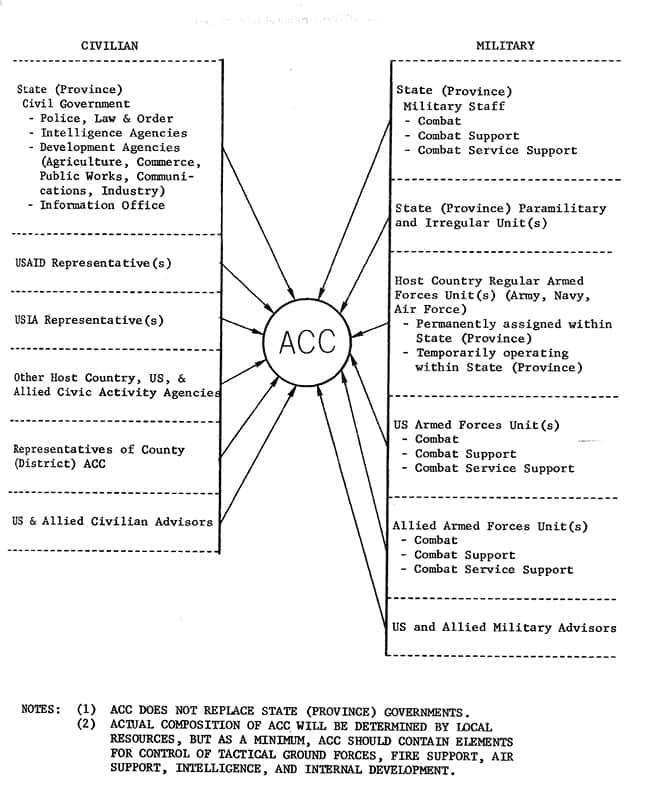 CIVILIAN
State (Province)
Civil Government
- Police, Law & Order
- Intelligence Agencies
- Development Agencies
(Agriculture, Commerce,
Public Works, Communi-
cations, Industry)
- Information Office
USAID Representative(s)
USIA Representative(s)
Other Host Country, US, &
Allied Civic Activity Agencies
Representatives of County
(District) ACC
US & Allied Civilian Advisors
ACC
MILITARY
State (Province)
Military Staff
- Combat
- Combat Support
- Combat Service Support
State (Province) Paramilitary
and Irregular Unit(s)
Host Country Regular Armed
Forces Unit(s) (Army, Navy,
Air Force)
- Permanently assigned within
State (Province)
- Temporarily operating
within State (Province)
US Armed Forces Unit(s)
- Combat
- Combat Support
- Combat Service Support
Allied Armed Forces Unit(s)
- Combat
- Combat Support
- Combat Service Support
US and Allied Military Advisors
NOTES: (1) ACC DOES NOT REPLACE STATE (PROVINCE) GOVERNMENTS.
(2) ACTUAL COMPOSITION OF ACC WILL BE DETERMINED BY LOCAL
RESOURCES, BUT AS A MINIMUM, ACC SHOULD CONTAIN ELEMENTS
FOR CONTROL OF TACTICAL GROUND FORCES, FIRE SUPPORT, AIR
SUPPORT, INTELLIGENCE, AND INTERNAL DEVELOPMENT.